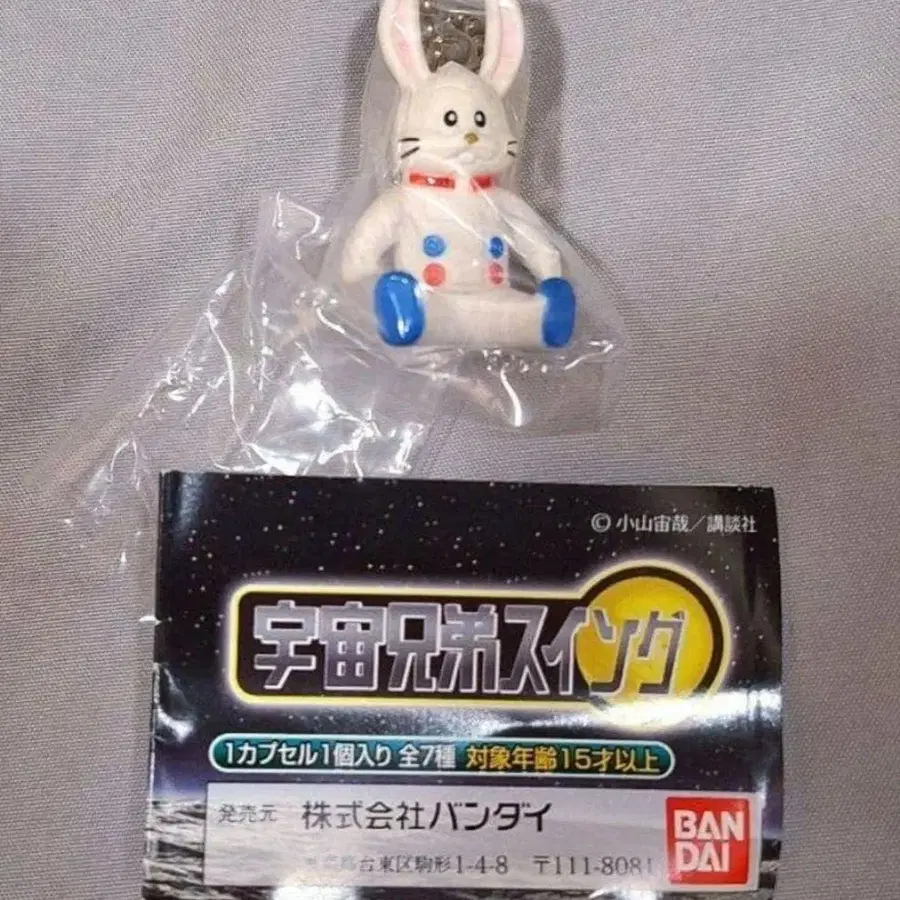 © 小山宙哉／講談社
宇宙兄弟スイング
1カプセル1個入り 全7種 対象年齢15才以上
発売元 株式会社バンダイ
台東区駒形1-4-8 〒111-8081
BAN
DAI